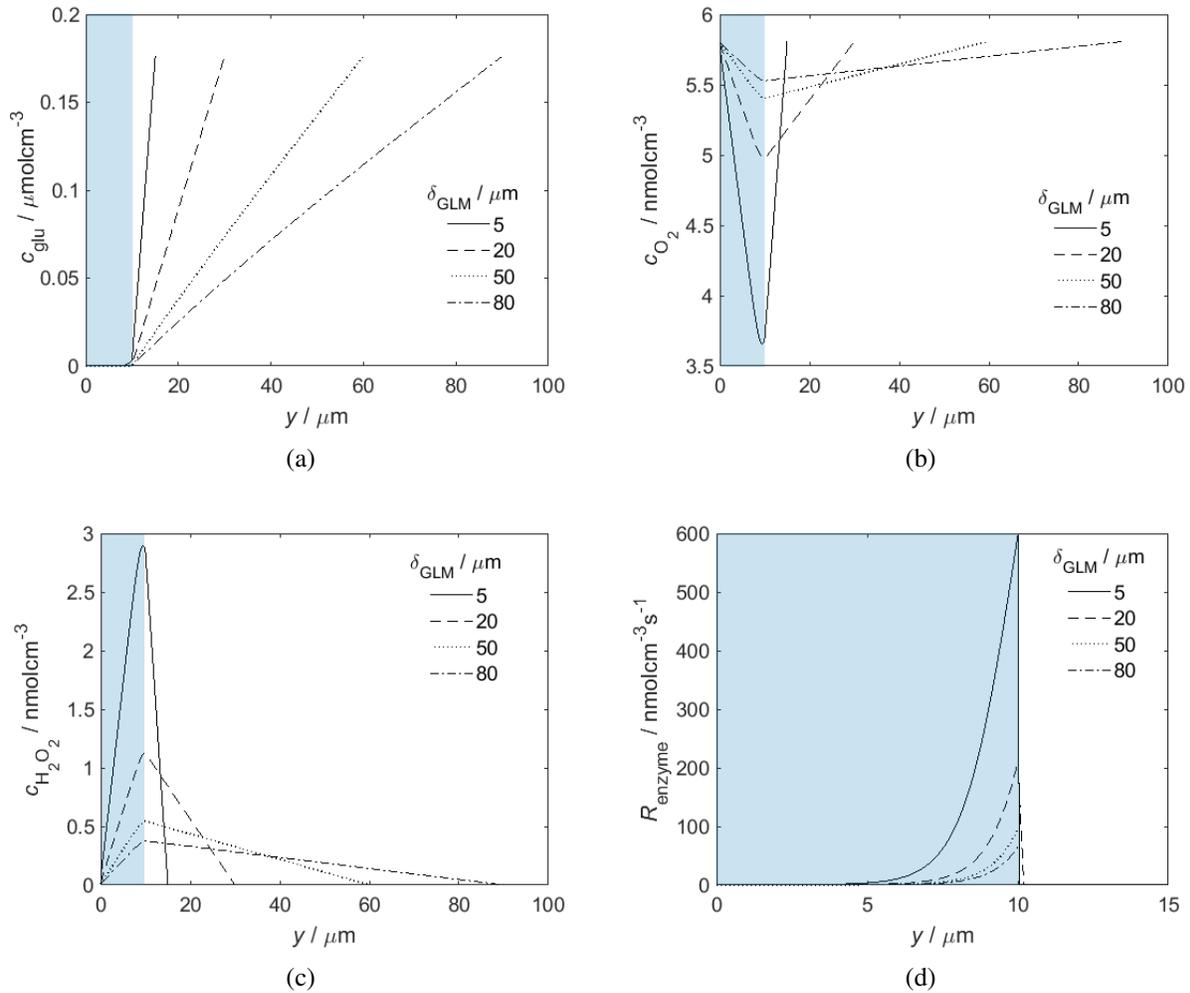 0.2
0.15
0.1
0.05
0
c_glu / μmolcm⁻³
δ_GLM / μm
5
20
50
80
0 20 40 60 80 100
y / μm
(a)
6
5.5
5
4.5
4
3.5
c_O₂ / nmolcm⁻³
δ_GLM / μm
5
20
50
80
0 20 40 60 80 100
y / μm
(b)
3
2.5
2
1.5
1
0.5
0
c_H₂O₂ / nmolcm⁻³
δ_GLM / μm
5
20
50
80
0 20 40 60 80 100
y / μm
(c)
600
500
400
300
200
100
0
R_enzyme / nmolcm⁻³s⁻¹
δ_GLM / μm
5
20
50
80
0 5 10 15
y / μm
(d)